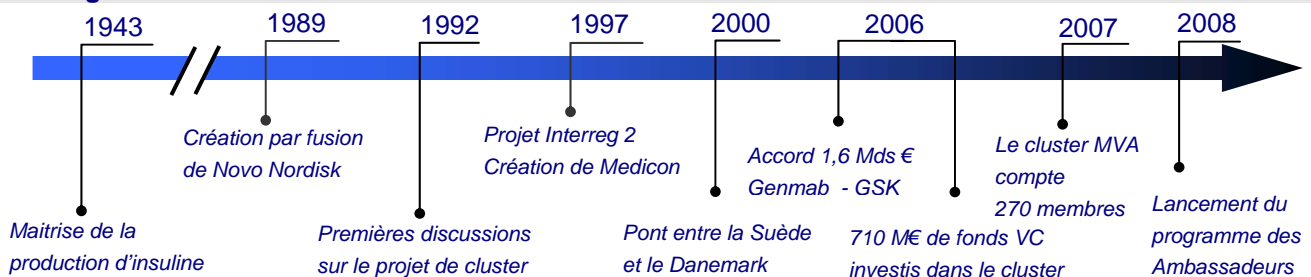 1943
1989
1992
1997
2000
2006
2007
2008
Création par fusion
de Novo Nordisk
Projet Interreg 2
Création de Medicon
Accord 1,6 Mds €
Genmab - GSK
Le cluster MVA
compte
270 membres
Maitrise de la
production d'insuline
Premières discussions
sur le projet de cluster
Pont entre la Suède
et le Danemark
710 M€ de fonds VC
investis dans le cluster
Lancement du
programme des
Ambassadeurs